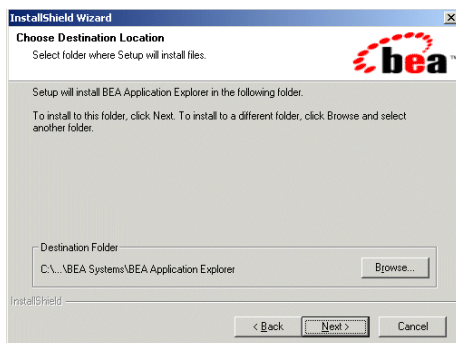 InstallShield Wizard
Choose Destination Location
Select folder where Setup will install files.
bea
Setup will install BEA Application Explorer in the following folder.
To install to this folder, click Next. To install to a different folder, click Browse and select
another folder.
Destination Folder
C:\...\BEA Systems\BEA Application Explorer
Browse...
InstallShield
< Back
Next >
Cancel